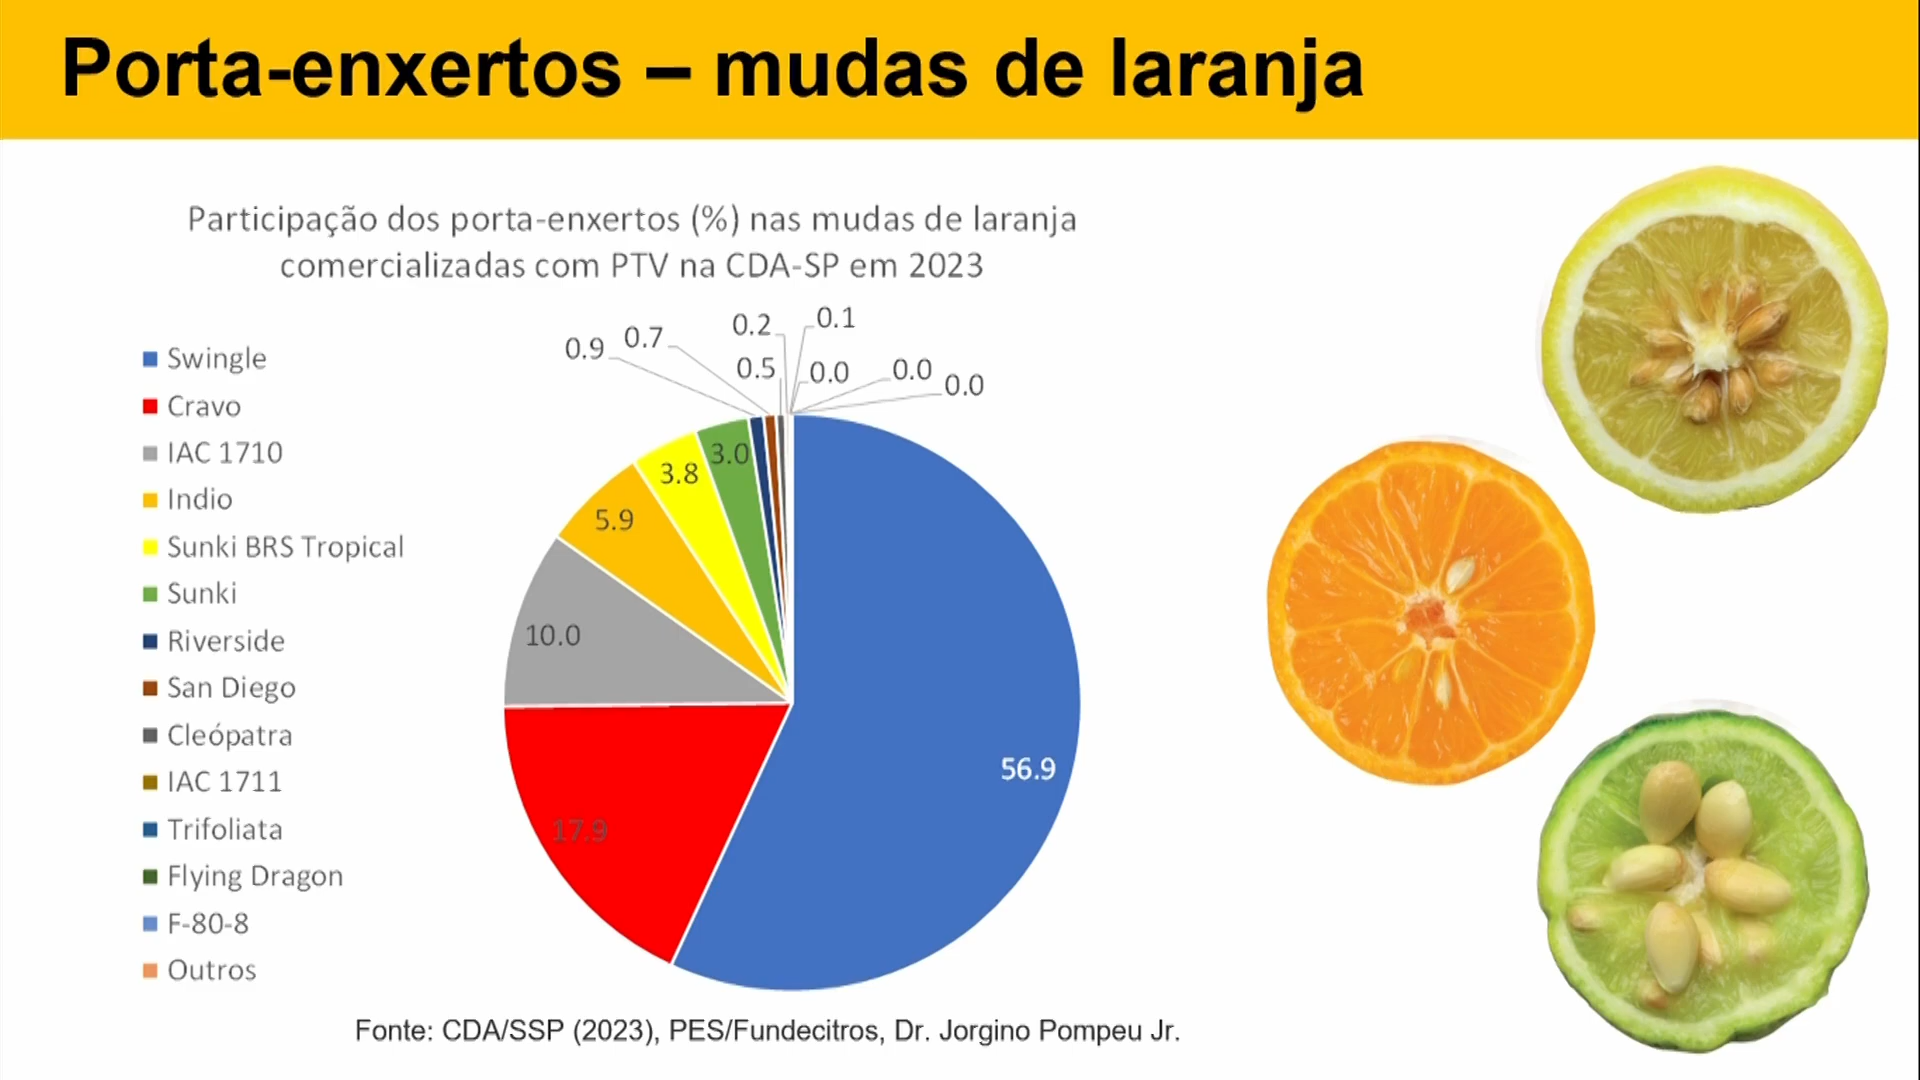 Porta-enxertos – mudas de laranja
Participação dos porta-enxertos (%) nas mudas de laranja
comercializadas com PTV na CDA-SP em 2023
Swingle
Cravo
IAC 1710
Indio
Sunki BRS Tropical
Sunki
Riverside
San Diego
Cleópatra
IAC 1711
Trifoliata
Flying Dragon
F-80-8
Outros
56.9
17.9
10.0
5.9
3.8
3.0
0.9
0.7
0.5
0.2
0.1
0.0
0.0
0.0
Fonte: CDA/SSP (2023), PES/Fundecitros, Dr. Jorgino Pompeu Jr.